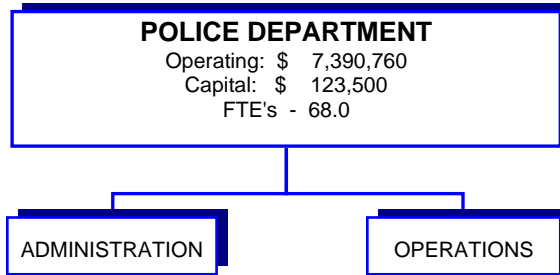 POLICE DEPARTMENT
Operating: $ 7,390,760
Capital: $ 123,500
FTE's - 68.0
ADMINISTRATION
OPERATIONS